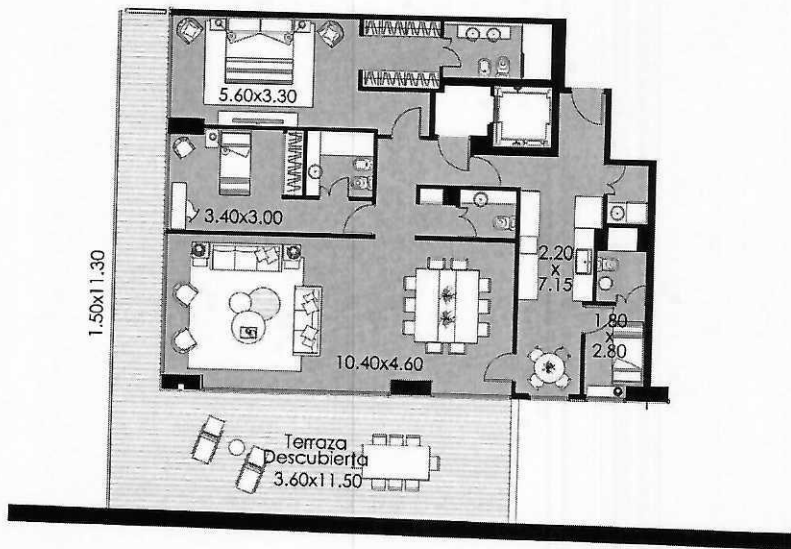 5.60x3.30
3.40x3.00
1.50x11.30
2.20
x
7.15
1.80
x
2.80
10.40x4.60
Terraza
Descubierta
3.60x11.50